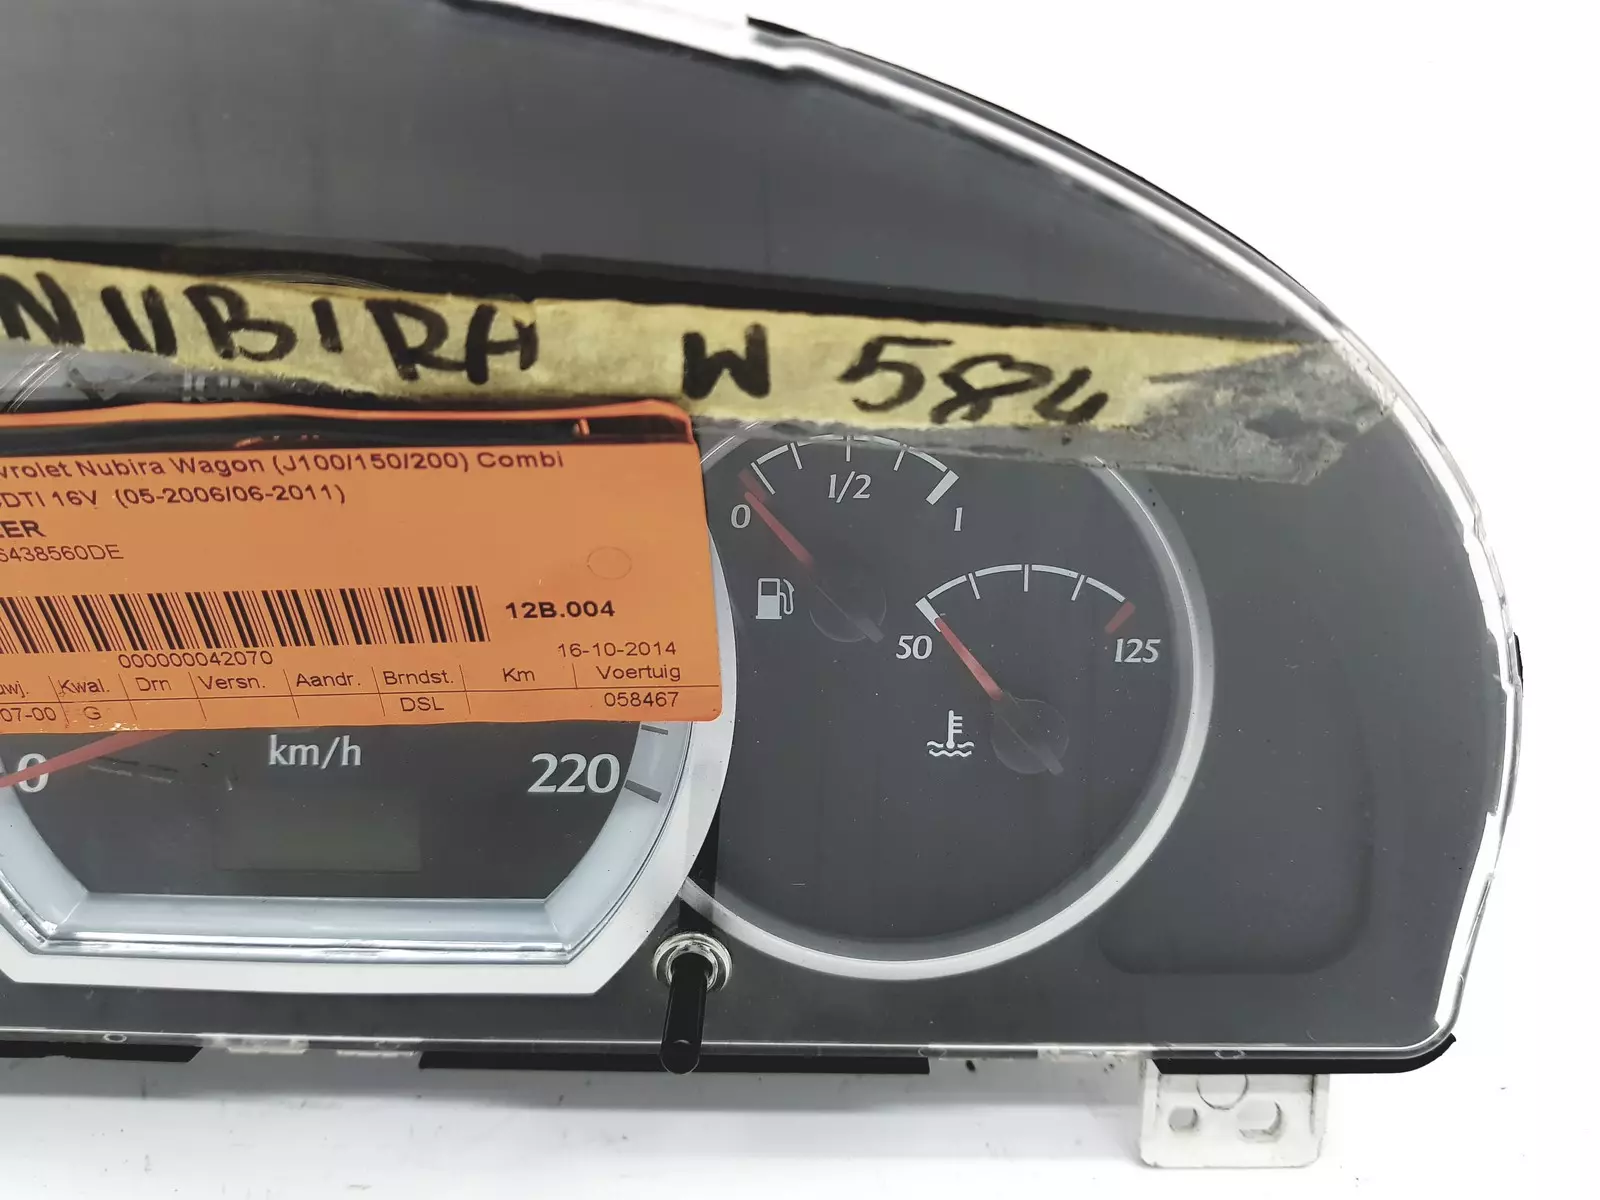 NUBIRA W 584
vrolet Nubira Wagon (J100/150/200) Combi
DTI 16V (05-2006/06-2011)
ER
6438560DE
12B.004
000000042070
16-10-2014
uwj. Kwal. Drn Versn. Aandr. Brndst. Km Voertuig
07-00 G DSL 058467
km/h
0
220
0 1/2 1
50 125